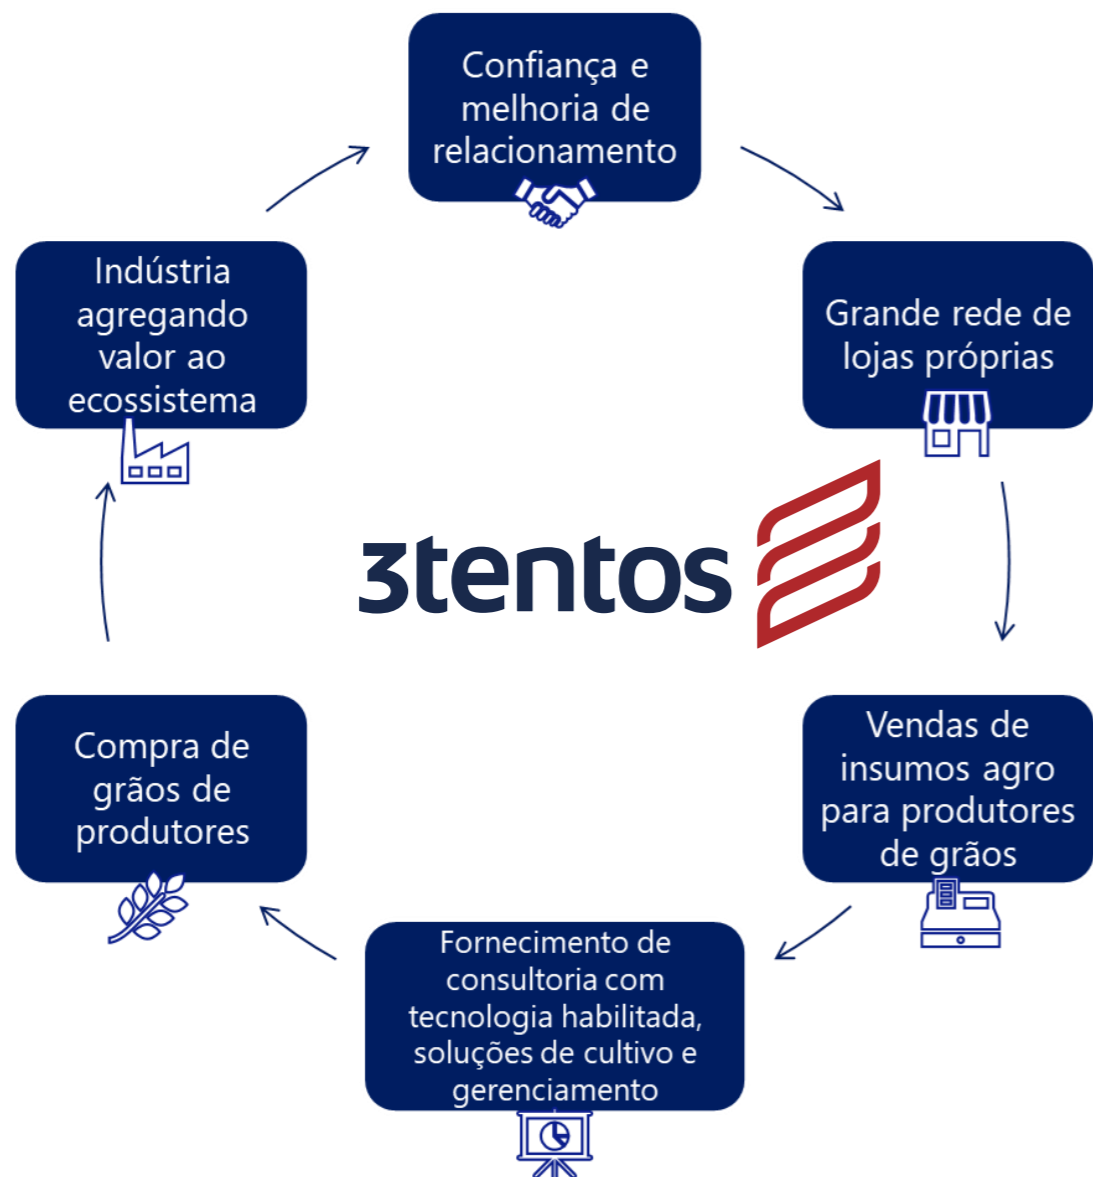 Confiança e
melhoria de
relacionamento
Grande rede de
lojas próprias
Vendas de
insumos agro
para produtores
de grãos
Fornecimento de
consultoria com
tecnologia habilitada,
soluções de cultivo e
gerenciamento
Compra de
grãos de
produtores
Indústria
agregando
valor ao
ecossistema
3tentos